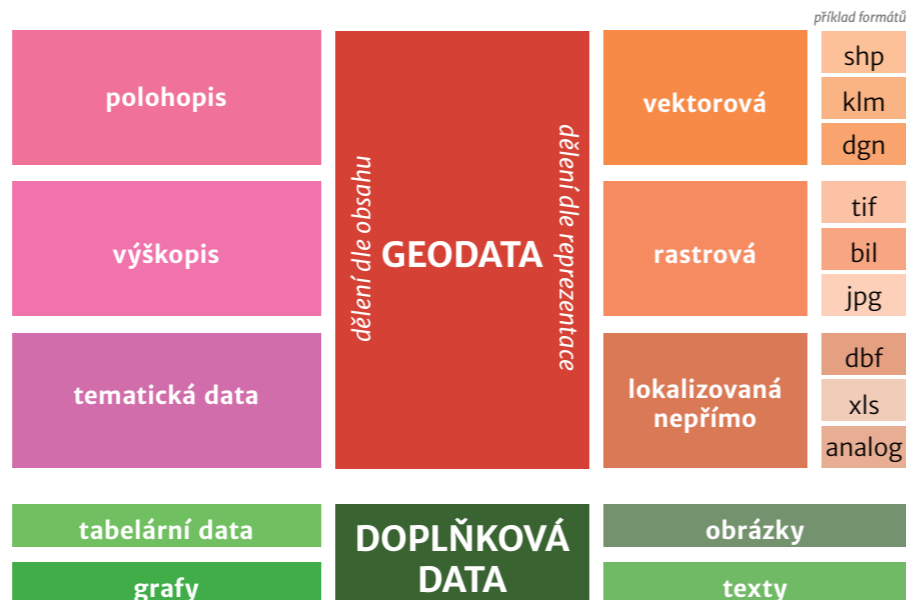 příklad formátů
polohopis
výškopis
tematická data
dělení dle obsahu
GEODATA
dělení dle reprezentace
vektorová
shp
klm
dgn
rastrová
tif
bil
jpg
lokalizovaná
nepřímo
dbf
xls
analog
tabelární data
grafy
DOPLŇKOVÁ
DATA
obrázky
texty